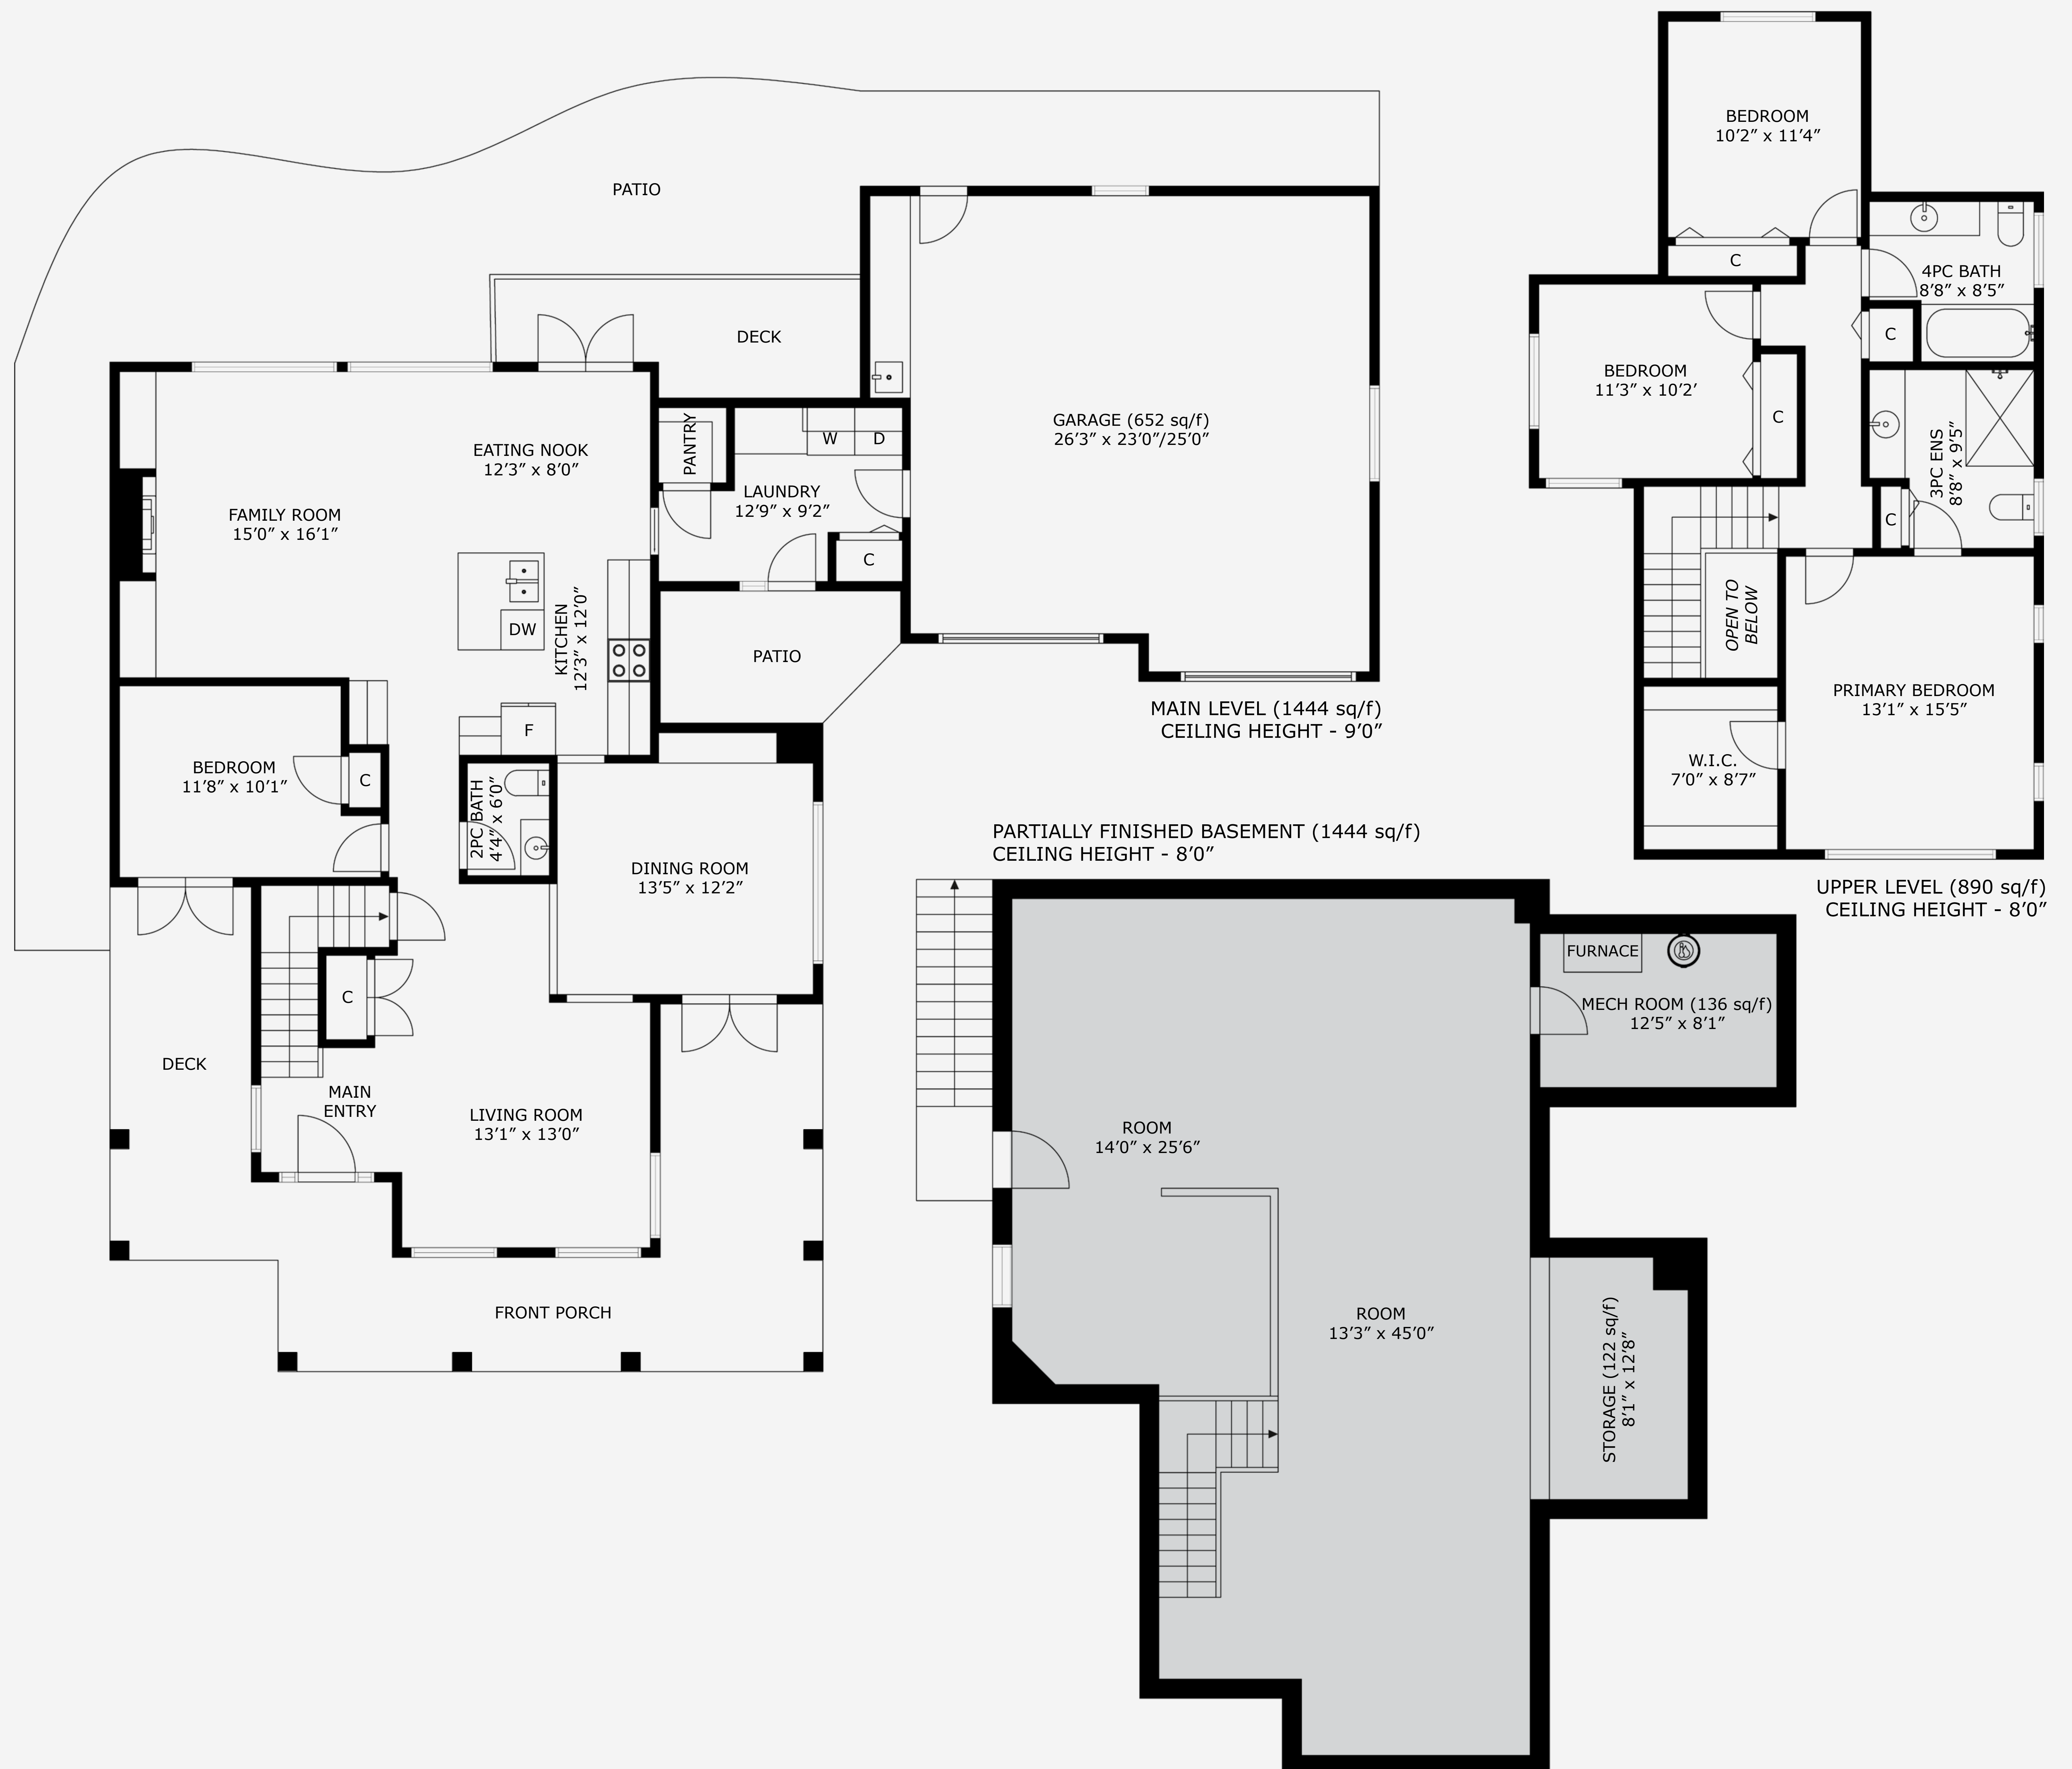 PATIO
DECK
GARAGE (652 sq/f)
26’3” x 23’0”/25’0”
EATING NOOK
12’3” x 8’0”
PANTRY
W
D
LAUNDRY
12’9” x 9’2”
C
FAMILY ROOM
15’0” x 16’1”
DW
KITCHEN
12’3” x 12’0”
F
PATIO
MAIN LEVEL (1444 sq/f)
CEILING HEIGHT - 9’0”
BEDROOM
11’8” x 10’1”
C
2PC BATH
4’4” x 6’0”
DINING ROOM
13’5” x 12’2”
C
DECK
MAIN
ENTRY
LIVING ROOM
13’1” x 13’0”
FRONT PORCH
BEDROOM
10’2” x 11’4”
C
4PC BATH
8’8” x 8’5”
C
BEDROOM
11’3” x 10’2’
C
3PC ENS
8’8” x 9’5”
C
OPEN TO
BELOW
PRIMARY BEDROOM
13’1” x 15’5”
W.I.C.
7’0” x 8’7”
UPPER LEVEL (890 sq/f)
CEILING HEIGHT - 8’0”
PARTIALLY FINISHED BASEMENT (1444 sq/f)
CEILING HEIGHT - 8’0”
FURNACE
MECH ROOM (136 sq/f)
12’5” x 8’1”
ROOM
14’0” x 25’6”
ROOM
13’3” x 45’0”
STORAGE (122 sq/f)
8’1” x 12’8”